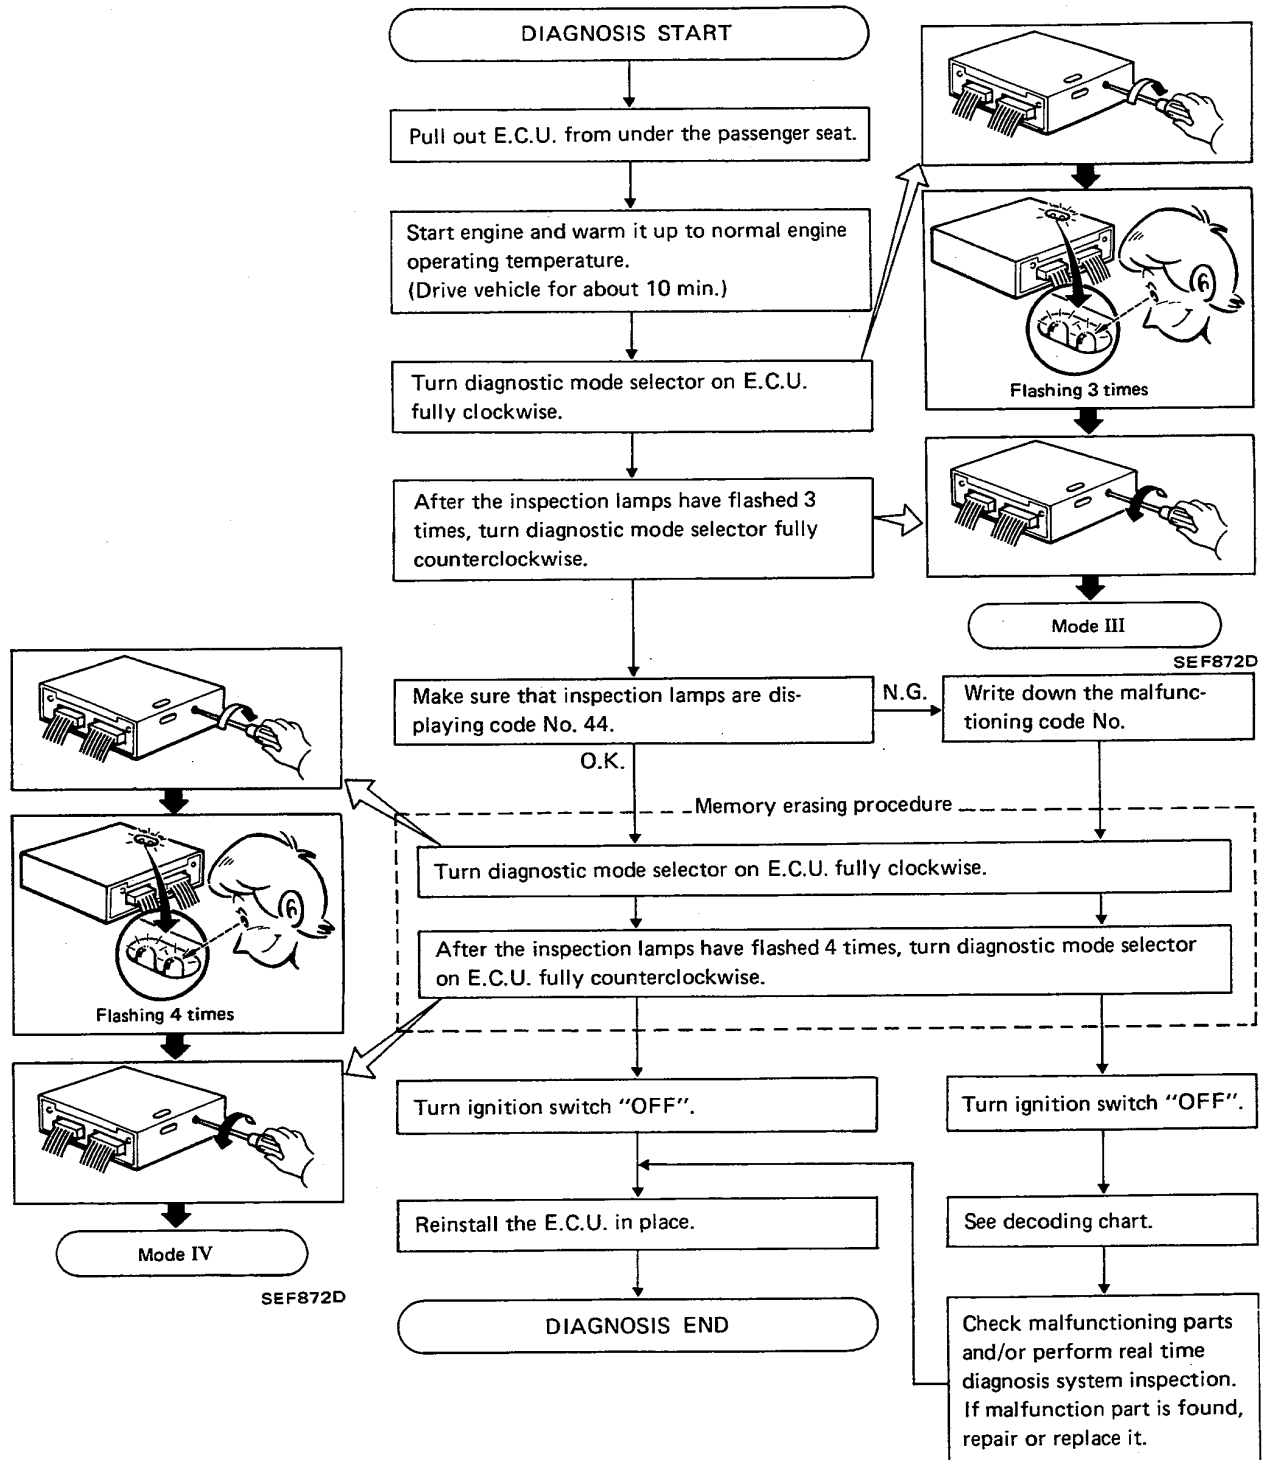 DIAGNOSIS START
Pull out E.C.U. from under the passenger seat.
Start engine and warm it up to normal engine
operating temperature.
(Drive vehicle for about 10 min.)
Turn diagnostic mode selector on E.C.U.
fully clockwise.
Flashing 3 times
After the inspection lamps have flashed 3
times, turn diagnostic mode selector fully
counterclockwise.
Mode III
SEF872D
Make sure that inspection lamps are dis-
playing code No. 44.
N.G.
Write down the malfunc-
tioning code No.
O.K.
Memory erasing procedure
Turn diagnostic mode selector on E.C.U. fully clockwise.
After the inspection lamps have flashed 4 times, turn diagnostic mode selector
on E.C.U. fully counterclockwise.
Flashing 4 times
Mode IV
SEF872D
Turn ignition switch "OFF".
Turn ignition switch "OFF".
Reinstall the E.C.U. in place.
See decoding chart.
DIAGNOSIS END
Check malfunctioning parts
and/or perform real time
diagnosis system inspection.
If malfunction part is found,
repair or replace it.